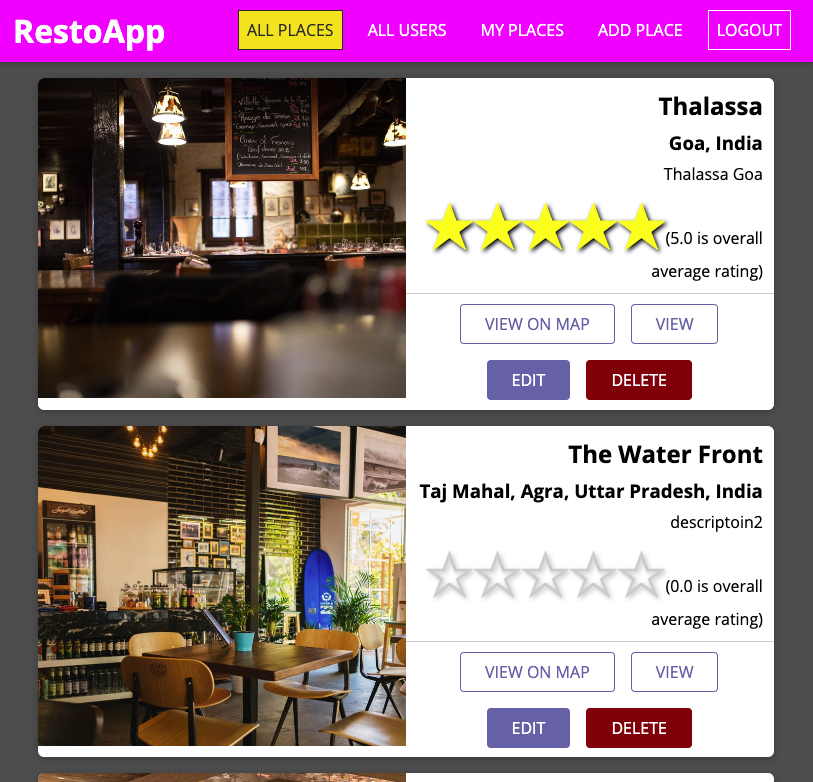 RestoApp
ALL PLACES
ALL USERS
MY PLACES
ADD PLACE
LOGOUT
Thalassa
Goa, India
Thalassa Goa
(5.0 is overall
average rating)
VIEW ON MAP
VIEW
EDIT
DELETE
The Water Front
Taj Mahal, Agra, Uttar Pradesh, India
descriptoin2
(0.0 is overall
average rating)
VIEW ON MAP
VIEW
EDIT
DELETE